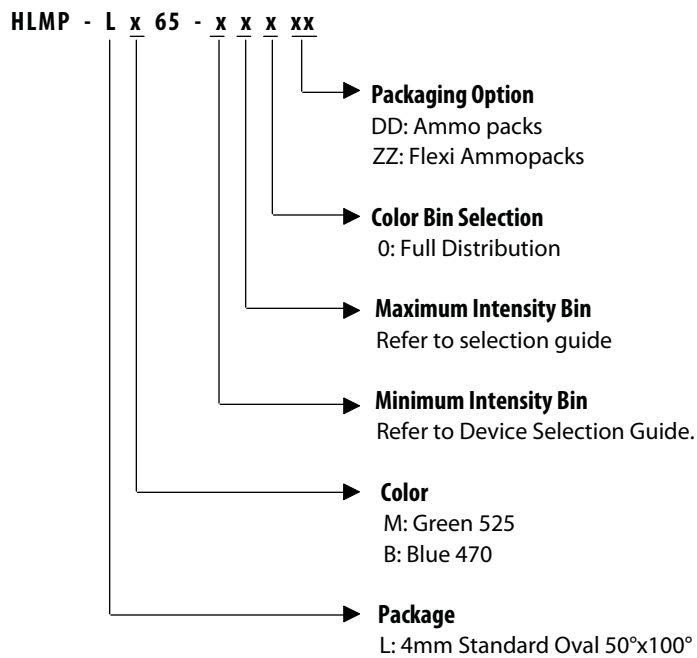 HLMP - L x 65 - x x x xx
Packaging Option
DD: Ammo packs
ZZ: Flexi Ammopacks
Color Bin Selection
0: Full Distribution
Maximum Intensity Bin
Refer to selection guide
Minimum Intensity Bin
Refer to Device Selection Guide.
Color
M: Green 525
B: Blue 470
Package
L: 4mm Standard Oval 50°x100°